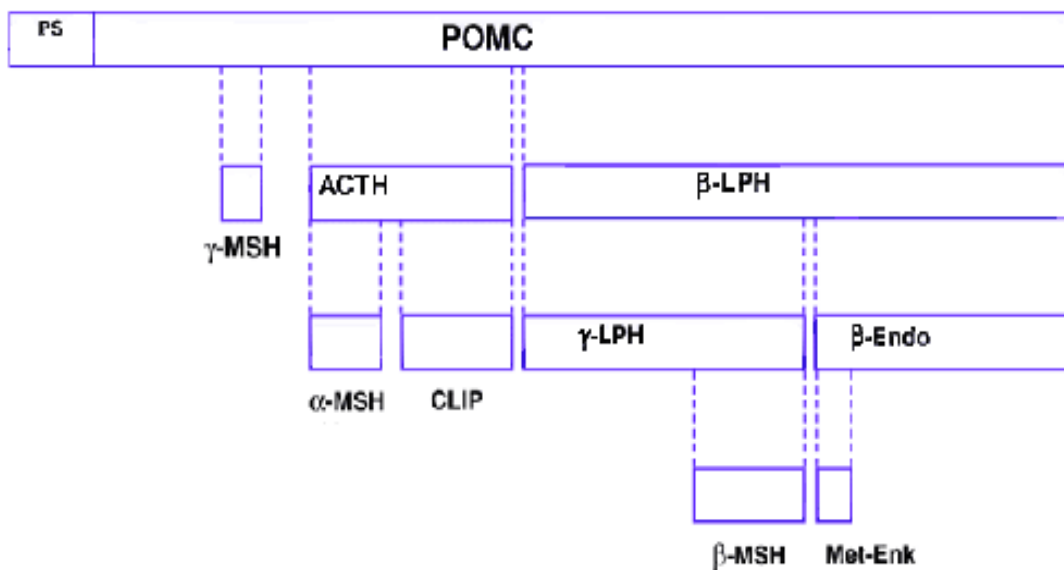 PS
POMC
ACTH
β-LPH
γ-MSH
γ-LPH
β-Endo
α-MSH
CLIP
β-MSH
Met-Enk